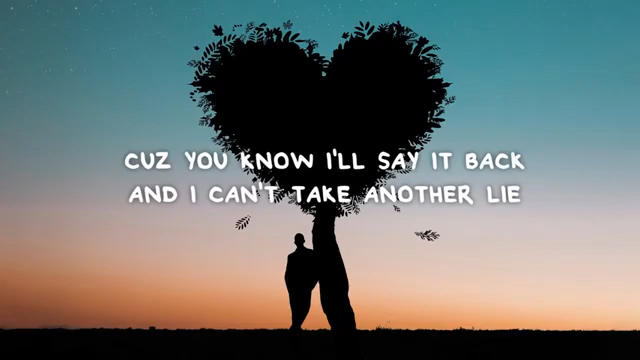 CUZ YOU KNOW I'LL SAY IT BACK
AND I CAN'T TAKE ANOTHER LIE